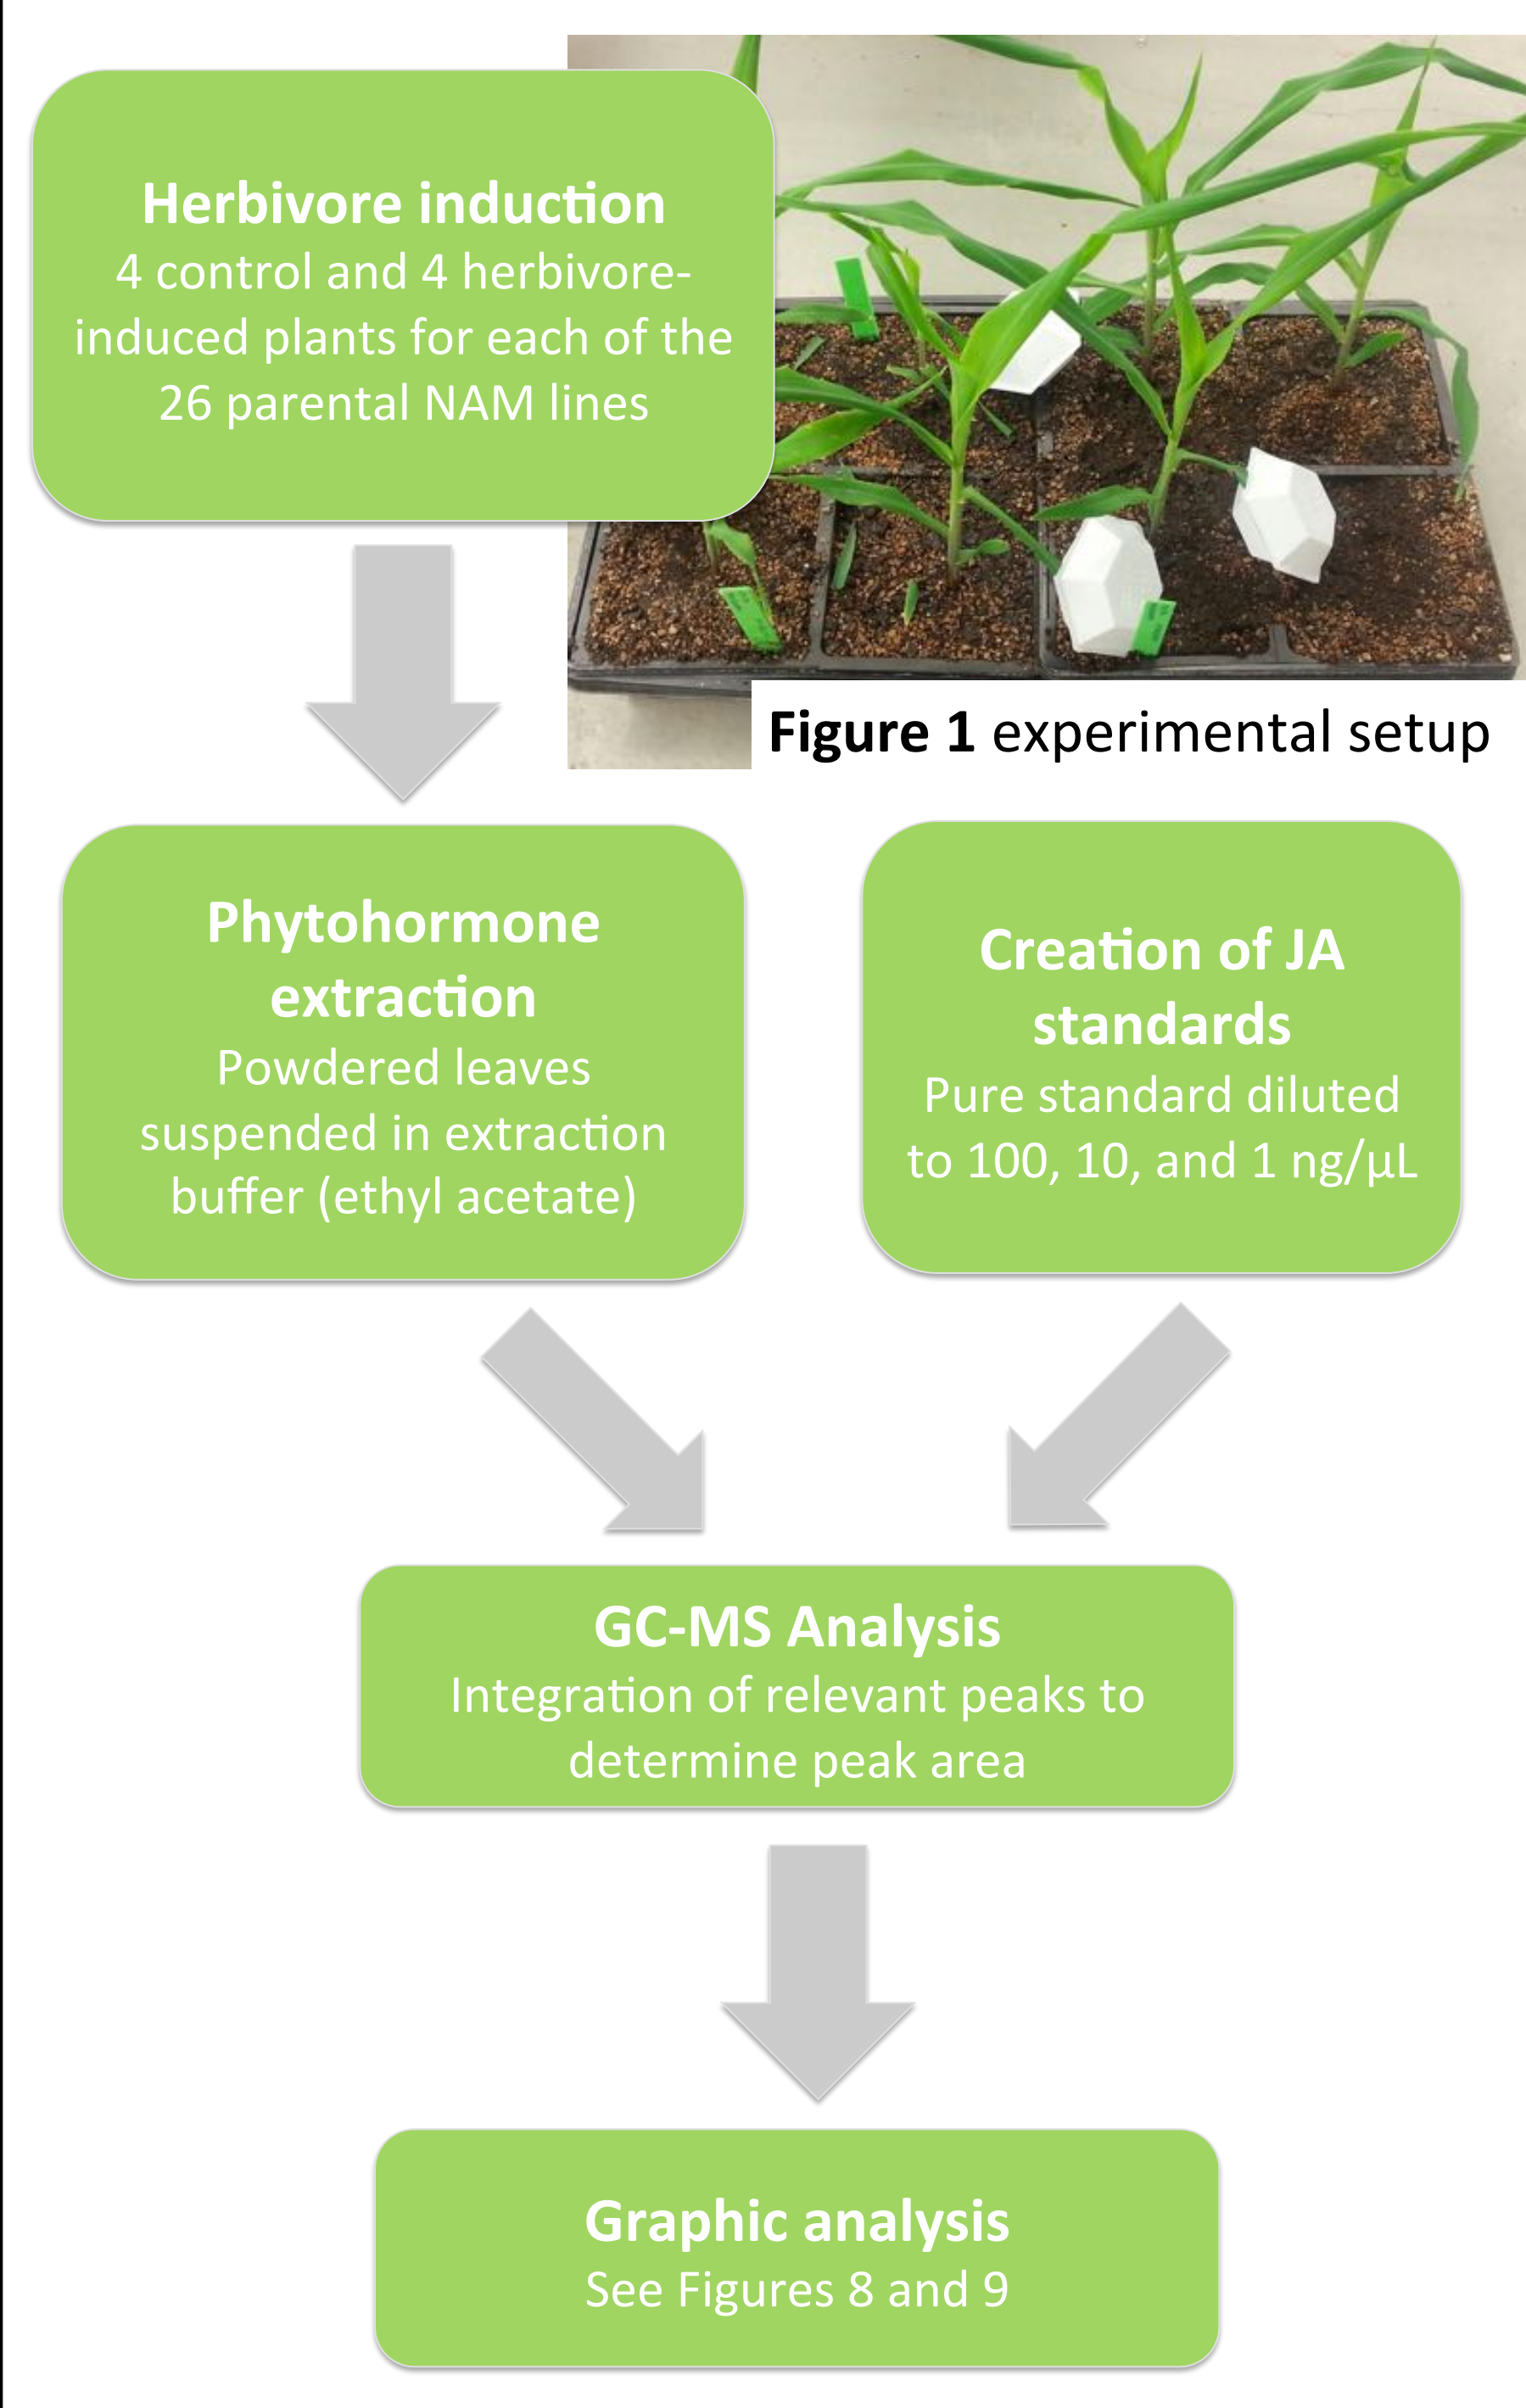 Herbivore induction
4 control and 4 herbivore-
induced plants for each of the
26 parental NAM lines
Figure 1 experimental setup
Phytohormone
extraction
Powdered leaves
suspended in extraction
buffer (ethyl acetate)
Creation of JA
standards
Pure standard diluted
to 100, 10, and 1 ng/µL
GC-MS Analysis
Integration of relevant peaks to
determine peak area
Graphic analysis
See Figures 8 and 9